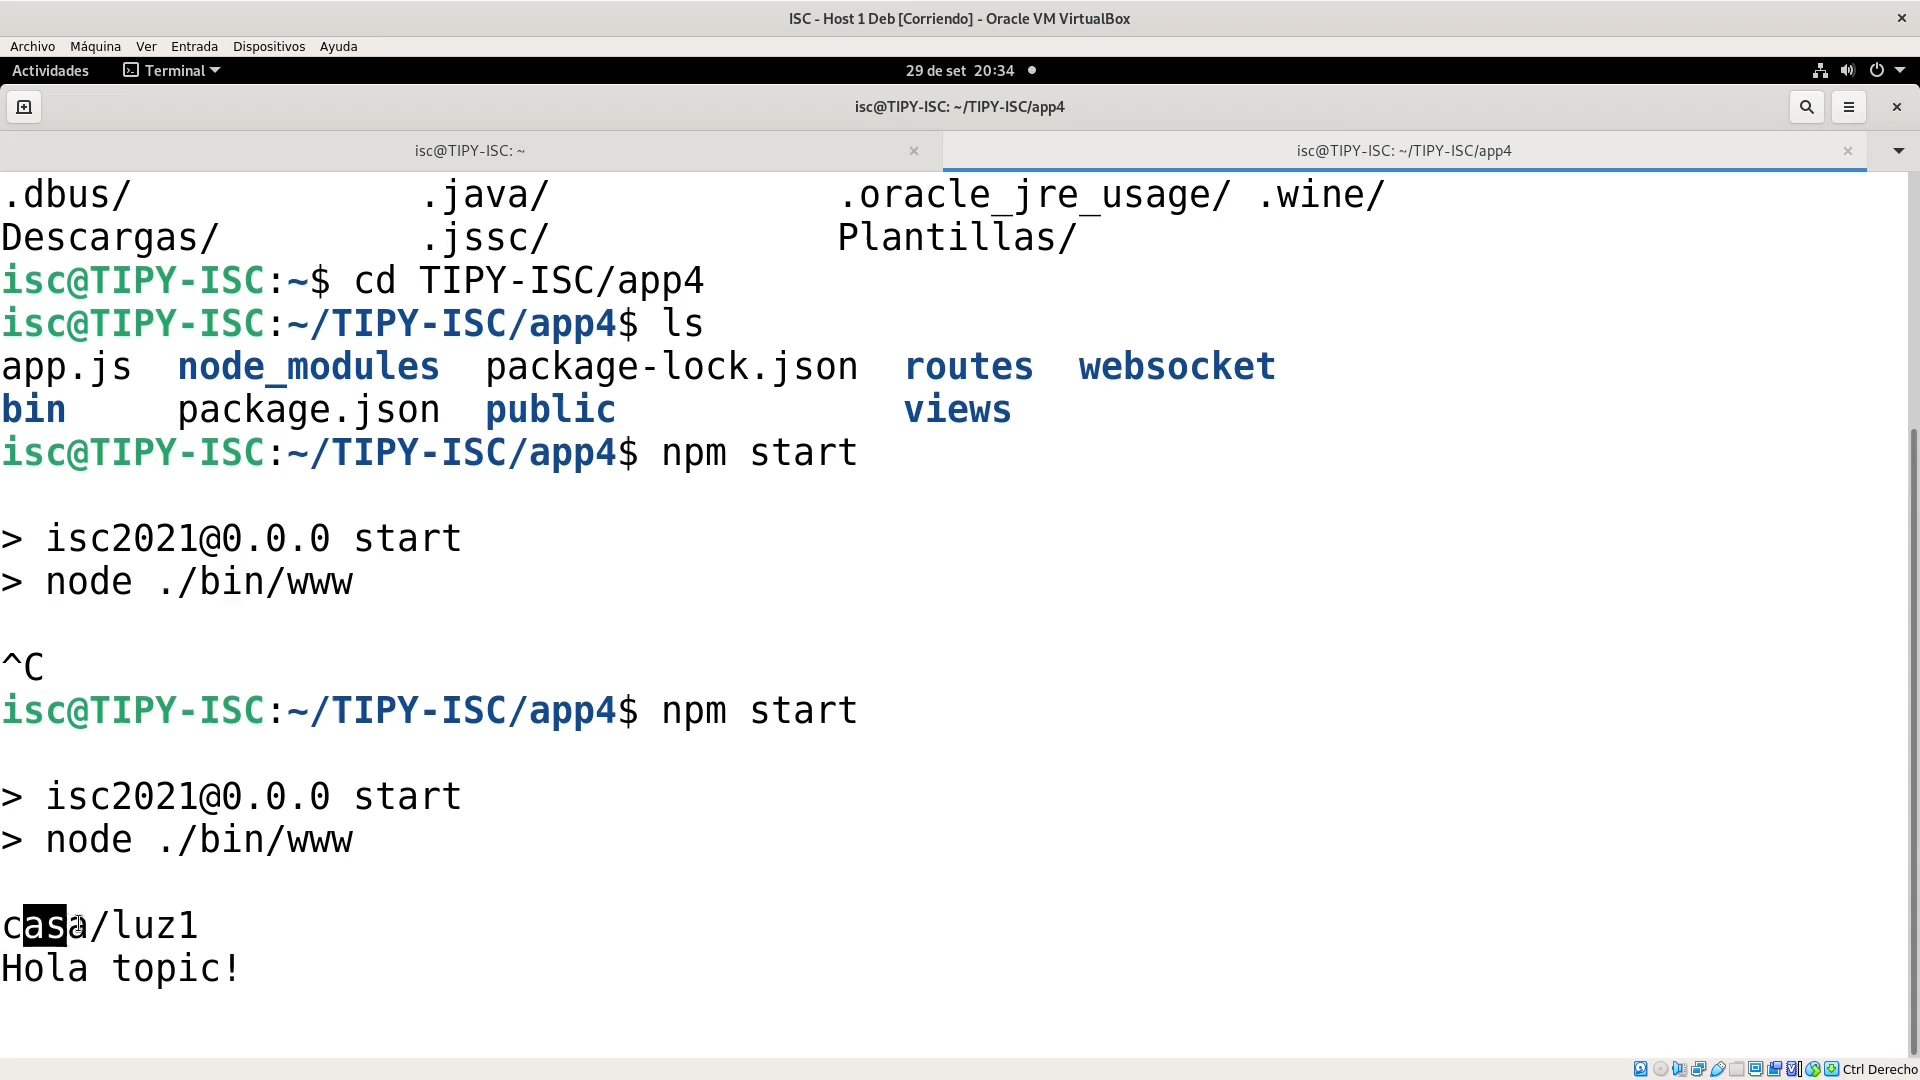 ISC - Host 1 Deb [Corriendo] - Oracle VM VirtualBox
Archivo Máquina Ver Entrada Dispositivos Ayuda
Actividades Terminal 29 de set 20:34
isc@TIPY-ISC: ~/TIPY-ISC/app4
isc@TIPY-ISC: ~ isc@TIPY-ISC: ~/TIPY-ISC/app4
.dbus/ .java/ .oracle_jre_usage/ .wine/
Descargas/ .jssc/ Plantillas/
isc@TIPY-ISC:~$ cd TIPY-ISC/app4
isc@TIPY-ISC:~/TIPY-ISC/app4$ ls
app.js node_modules package-lock.json routes websocket
bin package.json public views
isc@TIPY-ISC:~/TIPY-ISC/app4$ npm start
> isc2021@0.0.0 start
> node ./bin/www
^C
isc@TIPY-ISC:~/TIPY-ISC/app4$ npm start
> isc2021@0.0.0 start
> node ./bin/www
casa/luz1
Hola topic!
Ctrl Derecho